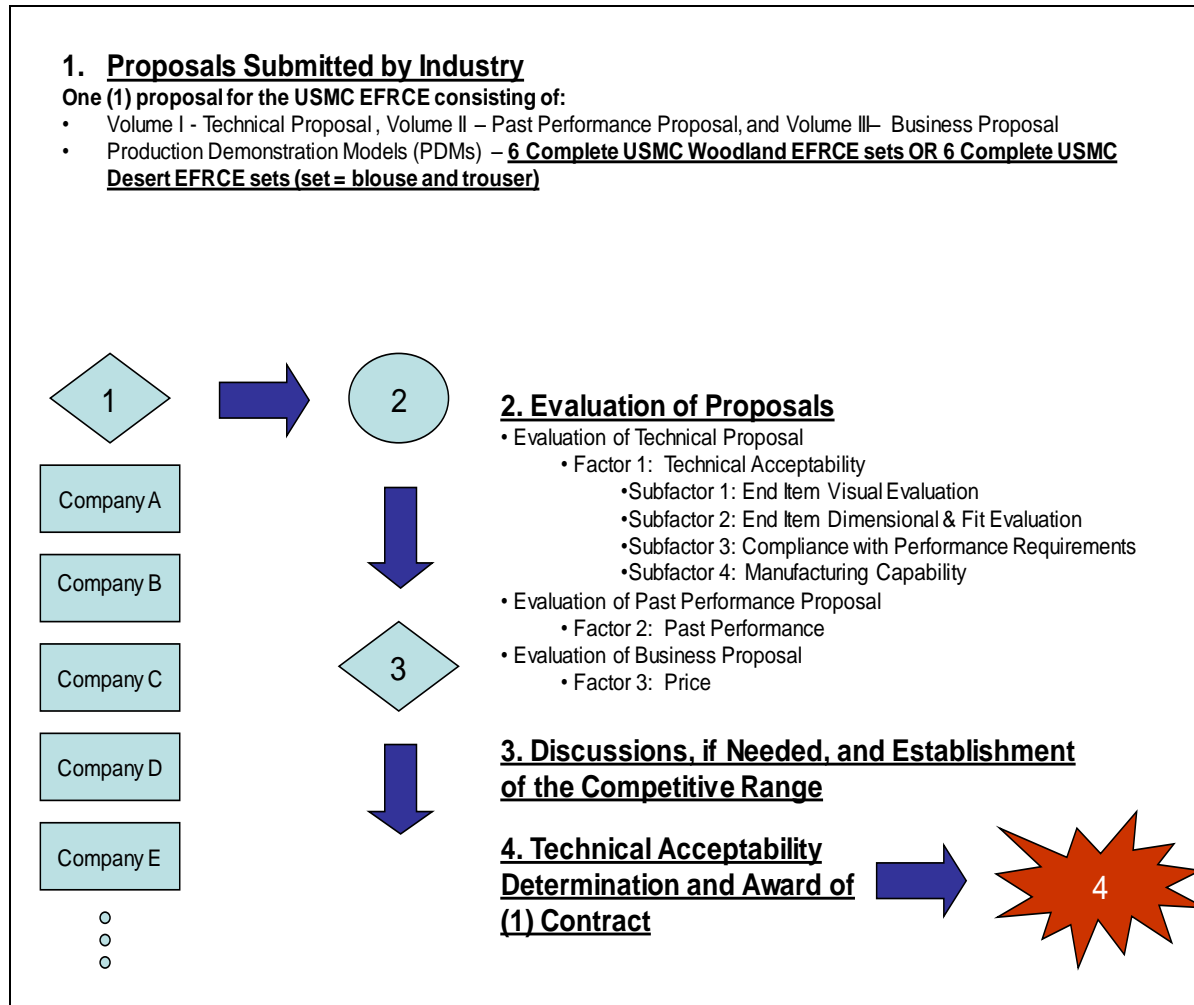 1. Proposals Submitted by Industry
One (1) proposal for the USMC EFRCE consisting of:
• Volume I - Technical Proposal , Volume II – Past Performance Proposal, and Volume III– Business Proposal
• Production Demonstration Models (PDMs) – 6 Complete USMC Woodland EFRCE sets OR 6 Complete USMC
Desert EFRCE sets (set = blouse and trouser)
1
2
Company A
Company B
Company C
Company D
Company E
3
2. Evaluation of Proposals
• Evaluation of Technical Proposal
• Factor 1: Technical Acceptability
•Subfactor 1: End Item Visual Evaluation
•Subfactor 2: End Item Dimensional & Fit Evaluation
•Subfactor 3: Compliance with Performance Requirements
•Subfactor 4: Manufacturing Capability
• Evaluation of Past Performance Proposal
• Factor 2: Past Performance
• Evaluation of Business Proposal
• Factor 3: Price
3. Discussions, if Needed, and Establishment
of the Competitive Range
4. Technical Acceptability
Determination and Award of
(1) Contract
4